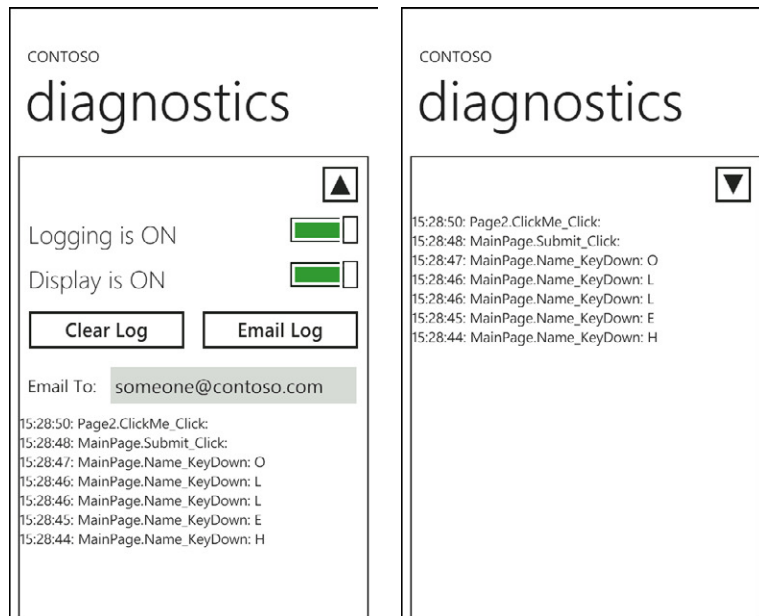 CONTOSO
diagnostics
▲
Logging is ON
Display is ON
Clear Log
Email Log
Email To: someone@contoso.com
15:28:50: Page2.ClickMe_Click:
15:28:48: MainPage.Submit_Click:
15:28:47: MainPage.Name_KeyDown: O
15:28:46: MainPage.Name_KeyDown: L
15:28:46: MainPage.Name_KeyDown: L
15:28:45: MainPage.Name_KeyDown: E
15:28:44: MainPage.Name_KeyDown: H
CONTOSO
diagnostics
▼
15:28:50: Page2.ClickMe_Click:
15:28:48: MainPage.Submit_Click:
15:28:47: MainPage.Name_KeyDown: O
15:28:46: MainPage.Name_KeyDown: L
15:28:46: MainPage.Name_KeyDown: L
15:28:45: MainPage.Name_KeyDown: E
15:28:44: MainPage.Name_KeyDown: H